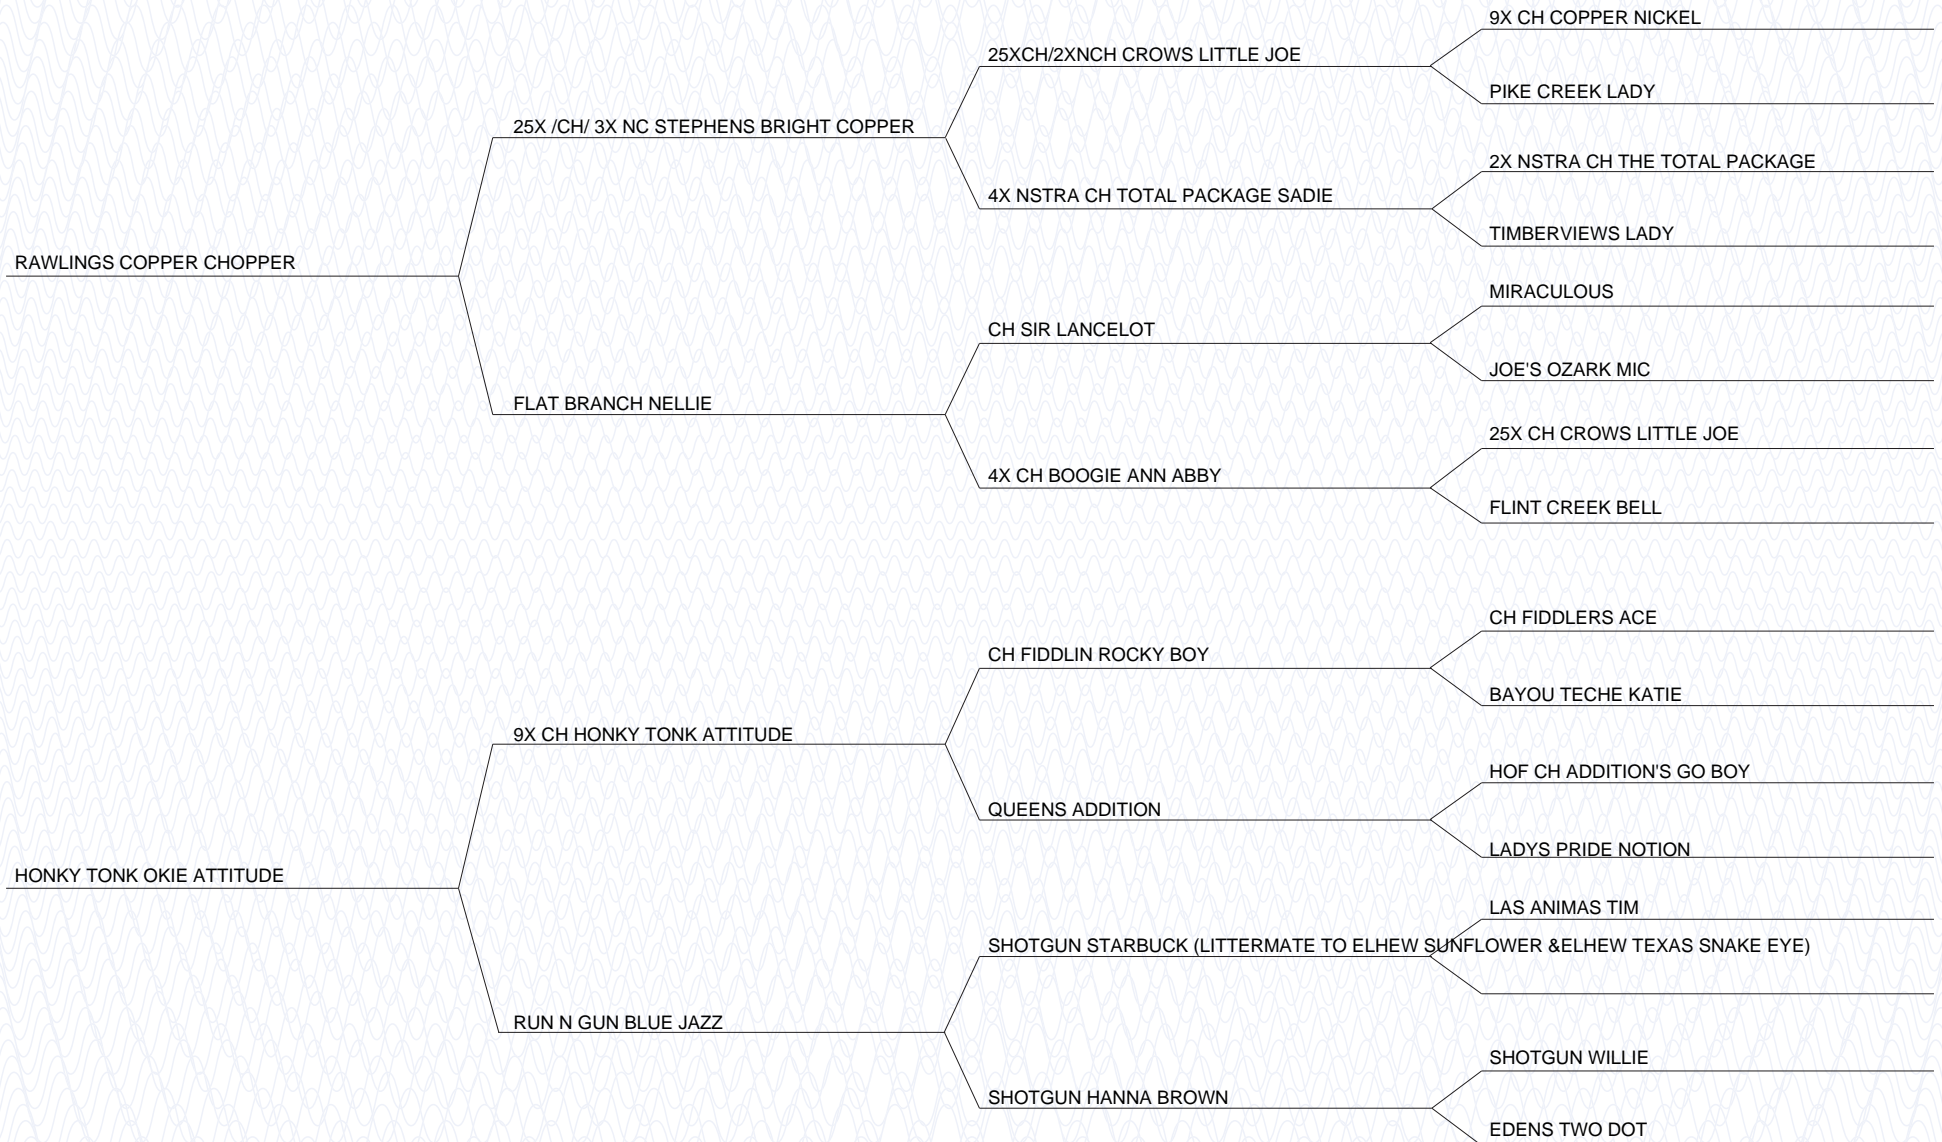 9X CH COPPER NICKEL
25XCH/2XNCH CROWS LITTLE JOE
PIKE CREEK LADY
25X /CH/ 3X NC STEPHENS BRIGHT COPPER
2X NSTRA CH THE TOTAL PACKAGE
4X NSTRA CH TOTAL PACKAGE SADIE
TIMBERVIEWS LADY
RAWLINGS COPPER CHOPPER
MIRACULOUS
CH SIR LANCELOT
JOE'S OZARK MIC
FLAT BRANCH NELLIE
25X CH CROWS LITTLE JOE
4X CH BOOGIE ANN ABBY
FLINT CREEK BELL
CH FIDDLERS ACE
CH FIDDLIN ROCKY BOY
BAYOU TECHE KATIE
9X CH HONKY TONK ATTITUDE
HOF CH ADDITION'S GO BOY
QUEENS ADDITION
LADYS PRIDE NOTION
HONKY TONK OKIE ATTITUDE
LAS ANIMAS TIM
SHOTGUN STARBUCK (LITTERMATE TO ELHEW SUNFLOWER &ELHEW TEXAS SNAKE EYE)
RUN N GUN BLUE JAZZ
SHOTGUN WILLIE
SHOTGUN HANNA BROWN
EDENS TWO DOT